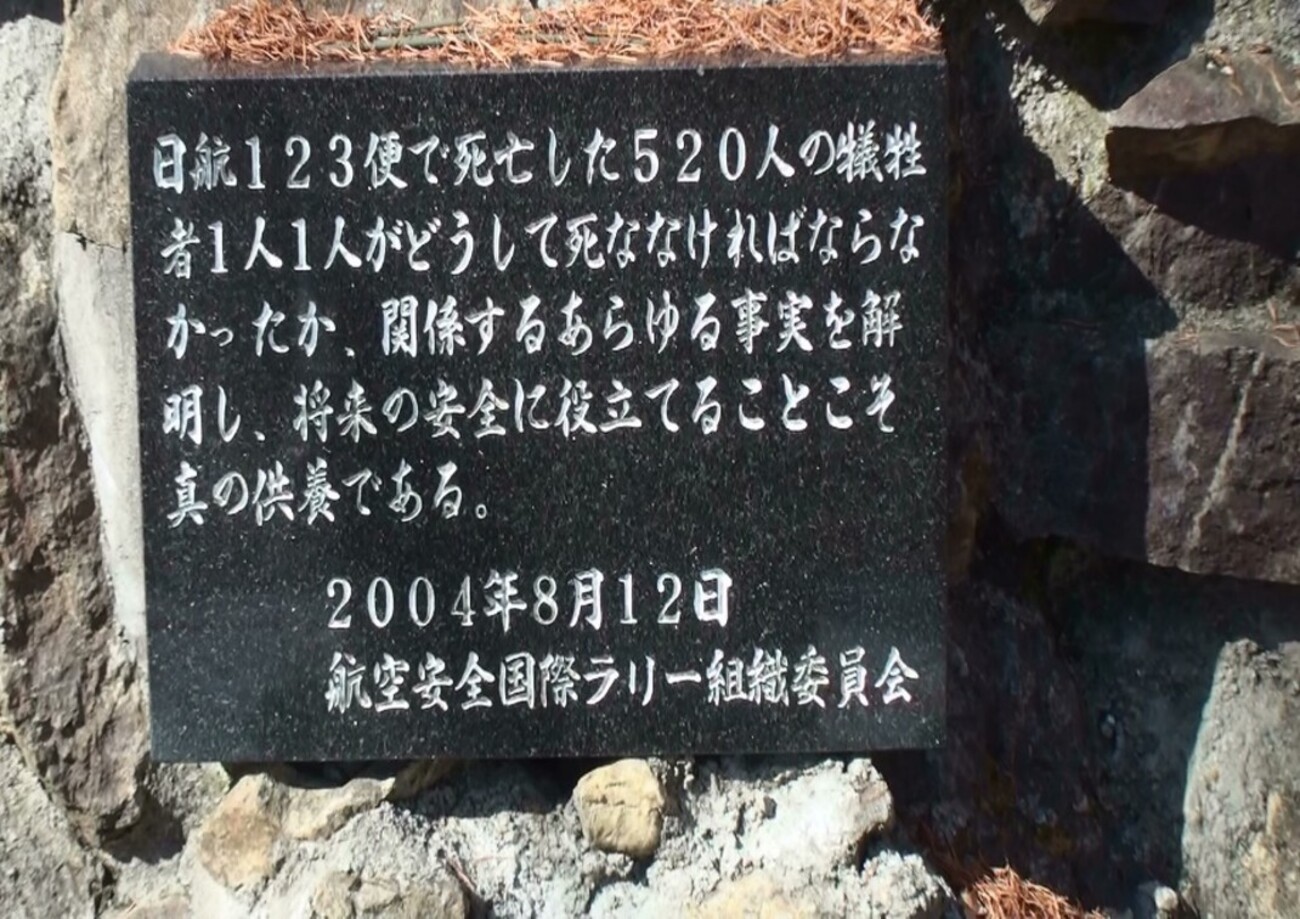 日航１２３便で死亡した５２０人の犠牲
者１人１人がどうして死ななければならな
かったか、関係するあらゆる事実を解
明し、将来の安全に役立てることこそ
真の供養である。
２００４年８月１２日
航空安全国際ラリー組織委員会